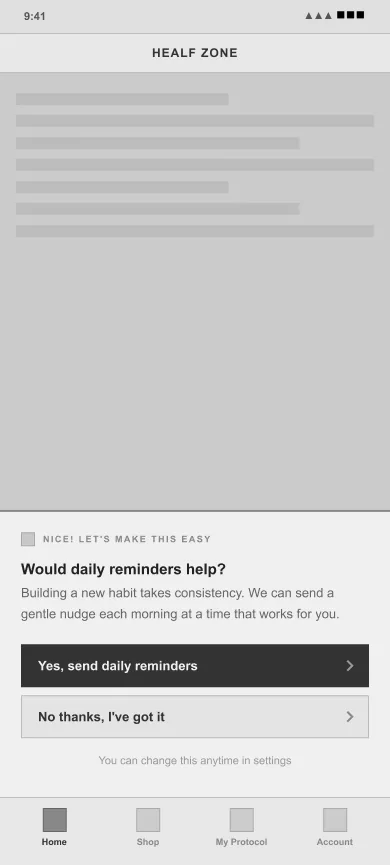 9:41
HEALF ZONE
NICE! LET'S MAKE THIS EASY
Would daily reminders help?
Building a new habit takes consistency. We can send a
gentle nudge each morning at a time that works for you.
Yes, send daily reminders
No thanks, I've got it
You can change this anytime in settings
Home Shop My Protocol Account